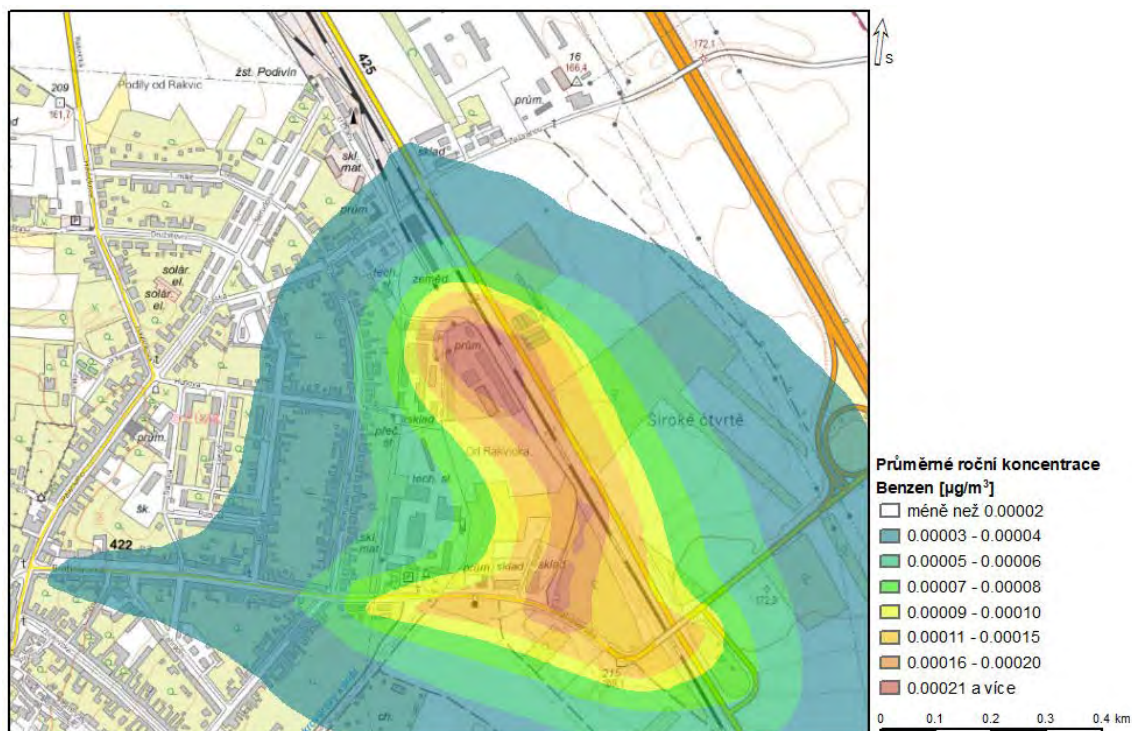 425
žst. Podivín
16
172,1
166,4
209
161,7
Podíly od Rakvic
prům.
skl.
mat.
sklad
prům.
tech.
zeměd.
solár.
el.
solár.
el.
prům.
Široké čtvrtě
sklad
přeč.
st.
Od Rakvicka
prům.
tech. sl.
šk.
422
skl.
mat.
prům.
sklad
sklad
172,9
215
ch.
S
Průměrné roční koncentrace
Benzen [µg/m³]
méně než 0.00002
0.00003 - 0.00004
0.00005 - 0.00006
0.00007 - 0.00008
0.00009 - 0.00010
0.00011 - 0.00015
0.00016 - 0.00020
0.00021 a více
0 0.1 0.2 0.3 0.4 km